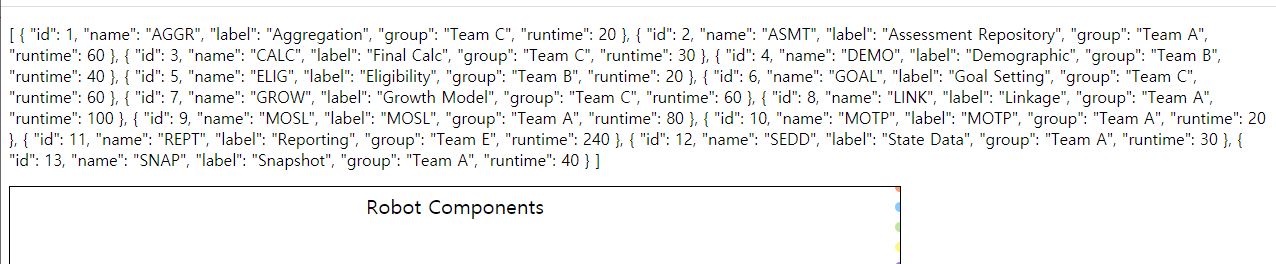 [ { "id": 1, "name": "AGGR", "label": "Aggregation", "group": "Team C", "runtime": 20 }, { "id": 2, "name": "ASMT", "label": "Assessment Repository", "group": "Team A",
"runtime": 60 }, { "id": 3, "name": "CALC", "label": "Final Calc", "group": "Team C", "runtime": 30 }, { "id": 4, "name": "DEMO", "label": "Demographic", "group": "Team B",
"runtime": 40 }, { "id": 5, "name": "ELIG", "label": "Eligibility", "group": "Team B", "runtime": 20 }, { "id": 6, "name": "GOAL", "label": "Goal Setting", "group": "Team C",
"runtime": 60 }, { "id": 7, "name": "GROW", "label": "Growth Model", "group": "Team C", "runtime": 60 }, { "id": 8, "name": "LINK", "label": "Linkage", "group": "Team A",
"runtime": 100 }, { "id": 9, "name": "MOSL", "label": "MOSL", "group": "Team A", "runtime": 80 }, { "id": 10, "name": "MOTP", "label": "MOTP", "group": "Team A", "runtime": 20
}, { "id": 11, "name": "REPT", "label": "Reporting", "group": "Team E", "runtime": 240 }, { "id": 12, "name": "SEDD", "label": "State Data", "group": "Team A", "runtime": 30 }, {
"id": 13, "name": "SNAP", "label": "Snapshot", "group": "Team A", "runtime": 40 } ]
Robot Components